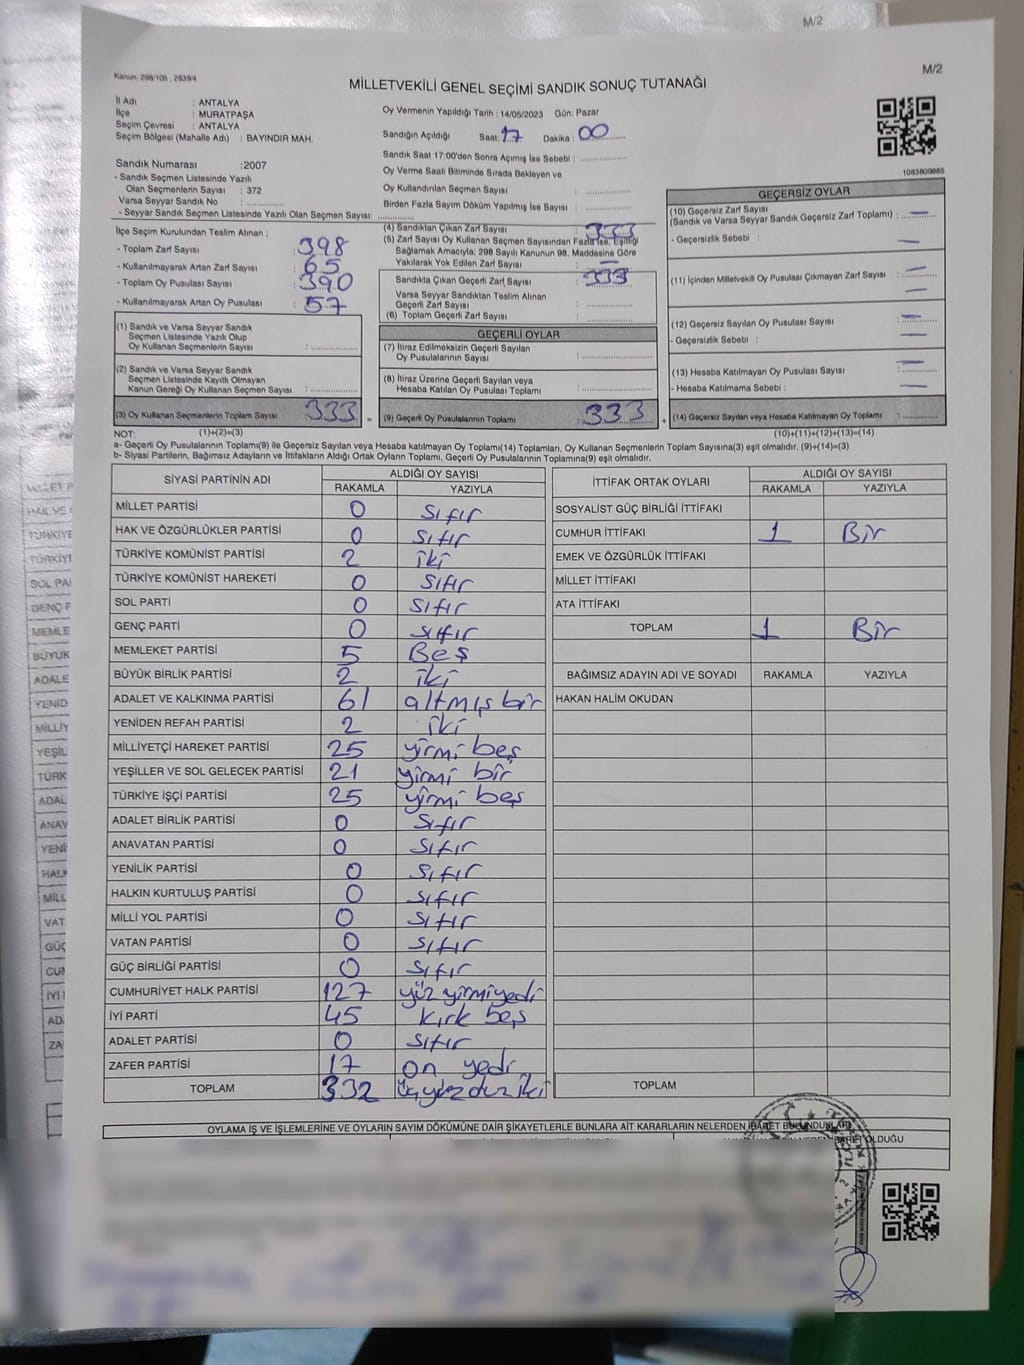 M/2
M/2
Kanun, 298/105 , 2839/4
MİLLETVEKİLİ GENEL SEÇİMİ SANDIK SONUÇ TUTANAĞI
İl Adı : ANTALYA
İlçe : MURATPAŞA
Seçim Çevresi : ANTALYA
Seçim Bölgesi (Mahalle Adı) : BAYINDIR MAH.
Sandık Numarası :2007
- Sandık Seçmen Listesinde Yazılı
Olan Seçmenlerin Sayısı : 372
Varsa Seyyar Sandık No :
- Seyyar Sandık Seçmen Listesinde Yazılı Olan Seçmen Sayısı:
İlçe Seçim Kurulundan Teslim Alınan ;
- Toplam Zarf Sayısı : 398
- Kullanılmayarak Artan Zarf Sayısı : 65
- Toplam Oy Pusulası Sayısı : 390
- Kullanılmayarak Artan Oy Pusulası : 57
(1) Sandık ve Varsa Seyyar Sandık
Seçmen Listesinde Yazılı Olup
Oy Kullanan Seçmenlerin Sayısı :
(2) Sandık ve Varsa Seyyar Sandık
Seçmen Listesinde Kayıtlı Olmayan
Kanun Gereği Oy Kullanan Seçmen Sayısı :
(3) Oy Kullanan Seçmenlerin Toplam Sayısı 333 =
Oy Vermenin Yapıldığı Tarih : 14/05/2023 Gün: Pazar
Sandığın Açıldığı Saat: 17 Dakika : 00
Sandık Saat 17:00'den Sonra Açımış İse Sebebi :
Oy Verme Saati Bitiminde Sırada Bekleyen ve
Oy Kullandırılan Seçmen Sayısı :
Birden Fazla Sayım Döküm Yapılmış İse Sayısı :
(4) Sandıktan Çıkan Zarf Sayısı : 333
(5) Zarf Sayısı Oy Kullanan Seçmen Sayısından Fazla ise, Eşitliği
Sağlamak Amacıyla, 298 Sayılı Kanunun 98. Maddesine Göre
Yakılarak Yok Edilen Zarf Sayısı : —
Sandıkta Çıkan Geçerli Zarf Sayısı : 333
Varsa Seyyar Sandıktan Teslim Alınan
Geçerli Zarf Sayısı :
(6) Toplam Geçerli Zarf Sayısı :
GEÇERLİ OYLAR
(7) İtiraz Edilmeksizin Geçerli Sayılan
Oy Pusulalarının Sayısı :
(8) İtiraz Üzerine Geçerli Sayılan veya
Hesaba Katılan Oy Pusulası Toplamı :
(9) Geçerli Oy Pusulalarının Toplamı : 333 +
1083809885
GEÇERSİZ OYLAR
(10) Geçersiz Zarf Sayısı
(Sandık ve Varsa Seyyar Sandık Geçersiz Zarf Toplamı) : —
- Geçersizlik Sebebi : —
(11) İçinden Milletvekili Oy Pusulası Çıkmayan Zarf Sayısı : —
—
(12) Geçersiz Sayılan Oy Pusulası Sayısı : —
- Geçersizlik Sebebi : —
(13) Hesaba Katılmayan Oy Pusulası Sayısı : —
- Hesaba Katılmama Sebebi : —
(14) Geçersiz Sayılan veya Hesaba Katılmayan Oy Toplamı :
NOT: (1)+(2)=(3) (10)+(11)+(12)+(13)=(14)
a- Geçerli Oy Pusulalarının Toplamı(9) ile Geçersiz Sayılan veya Hesaba katılmayan Oy Toplamı(14) Toplamları, Oy Kullanan Seçmenlerin Toplam Sayısına(3) eşit olmalıdır. (9)+(14)=(3)
b- Siyasi Partilerin, Bağımsız Adayların ve İttifakların Aldığı Ortak Oyların Toplamı, Geçerli Oy Pusulalarının Toplamına(9) eşit olmalıdır.
SİYASİ PARTİNİN ADI ALDIĞI OY SAYISI
RAKAMLA YAZIYLA
MİLLET PARTİSİ 0 sıfır
HAK VE ÖZGÜRLÜKLER PARTİSİ 0 sıfır
TÜRKİYE KOMÜNİST PARTİSİ 2 iki
TÜRKİYE KOMÜNİST HAREKETİ 0 sıfır
SOL PARTİ 0 sıfır
GENÇ PARTİ 0 sıfır
MEMLEKET PARTİSİ 5 Beş
BÜYÜK BİRLİK PARTİSİ 2 iki
ADALET VE KALKINMA PARTİSİ 61 altmış bir
YENİDEN REFAH PARTİSİ 2 iki
MİLLİYETÇİ HAREKET PARTİSİ 25 yirmi beş
YEŞİLLER VE SOL GELECEK PARTİSİ 21 yirmi bir
TÜRKİYE İŞÇİ PARTİSİ 25 yirmi beş
ADALET BİRLİK PARTİSİ 0 sıfır
ANAVATAN PARTİSİ 0 sıfır
YENİLİK PARTİSİ 0 sıfır
HALKIN KURTULUŞ PARTİSİ 0 sıfır
MİLLİ YOL PARTİSİ 0 sıfır
VATAN PARTİSİ 0 sıfır
GÜÇ BİRLİĞİ PARTİSİ 0 sıfır
CUMHURİYET HALK PARTİSİ 127 yüz yirmi yedi
İYİ PARTİ 45 kırk beş
ADALET PARTİSİ 0 sıfır
ZAFER PARTİSİ 17 on yedi
TOPLAM 332 üç yüz otuz iki
İTTİFAK ORTAK OYLARI ALDIĞI OY SAYISI
RAKAMLA YAZIYLA
SOSYALİST GÜÇ BİRLİĞİ İTTİFAKI
CUMHUR İTTİFAKI 1 Bir
EMEK VE ÖZGÜRLÜK İTTİFAKI
MİLLET İTTİFAKI
ATA İTTİFAKI
TOPLAM 1 Bir
BAĞIMSIZ ADAYIN ADI VE SOYADI RAKAMLA YAZIYLA
HAKAN HALİM OKUDAN
TOPLAM
OYLAMA İŞ VE İŞLEMLERİNE VE OYLARIN SAYIM DÖKÜMÜNE DAİR ŞİKAYETLERLE BUNLARA AİT KARARLARIN NELERDEN İBARET BULUNDUKLARI
İBARET OLDUĞU